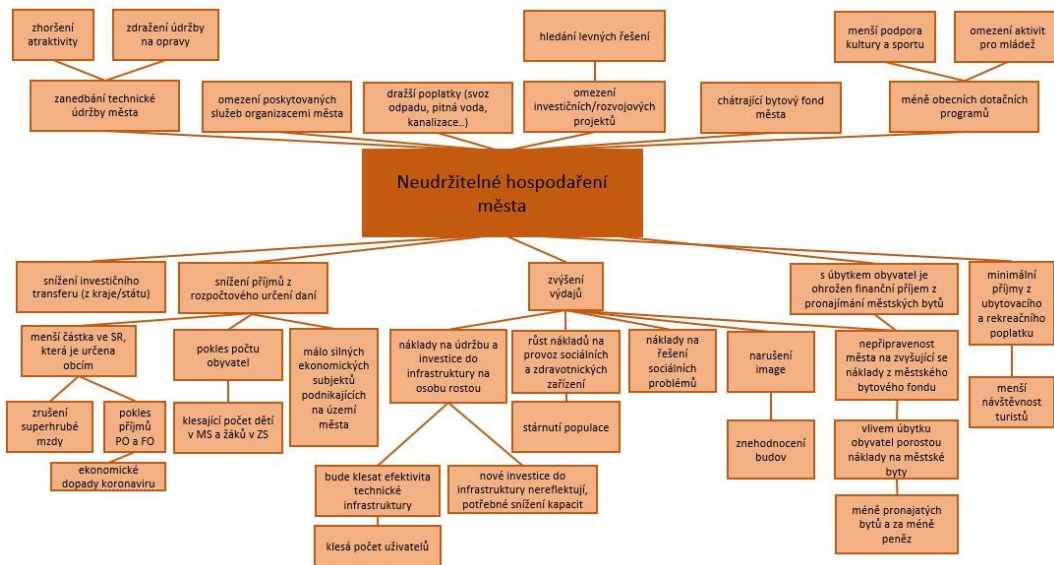 zhoršení
atraktivity
zdražení údržby
na opravy
hledání levných řešení
menší podpora
kultury a sportu
omezení aktivit
pro mládež
zanedbání technické
údržby města
omezení poskytovaných
služeb organizacemi města
dražší poplatky (svoz
odpadu, pitná voda,
kanalizace..)
omezení
investičních/rozvojových
projektů
chátrající bytový fond
města
méně obecních dotačních
programů
Neudržitelné hospodaření
města
snížení investičního
transferu (z kraje/státu)
snížení příjmů z
rozpočtového určení daní
zvýšení
výdajů
s úbytkem obyvatel je
ohrožen finanční příjem z
pronajímání městských bytů
minimální
příjmy z
ubytovacího
a rekreačního
poplatku
menší částka ve SR,
která je určena
obcím
pokles počtu
obyvatel
málo silných
ekonomických
subjektů
podnikajících
na území
města
náklady na údržbu a
investice do
infrastruktury na
osobu rostou
růst nákladů na
provoz sociálních
a zdravotnických
zařízení
náklady na
řešení
sociálních
problémů
narušení
image
nepřipravenost
města na zvyšující se
náklady z městského
bytového fondu
menší
návštěvnost
turistů
zrušení
superhrubé
mzdy
pokles
příjmů
PO a FO
klesající počet dětí
v MS a žáků v ZS
stárnutí populace
znehodnocení
budov
vlivem úbytku
obyvatel porostou
náklady na městské
byty
ekonomické
dopady koronaviru
bude klesat efektivita
technické
infrastruktury
nové investice do
infrastruktury nereflektují,
potřebné snížení kapacit
méně pronajatých
bytů a za méně
peněz
klesá počet uživatelů